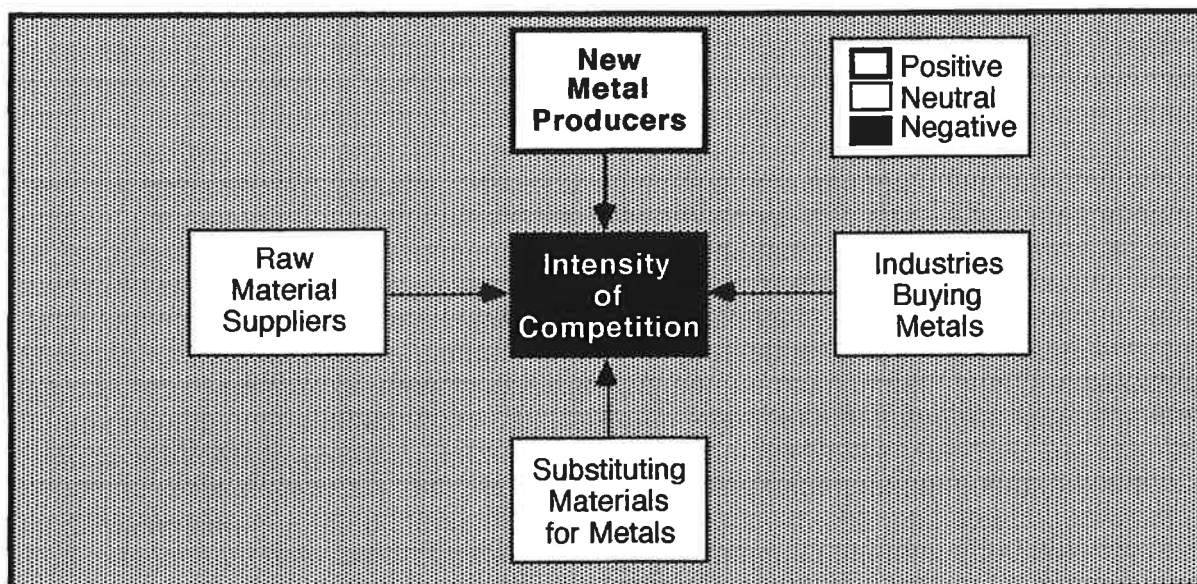 New
Metal
Producers
Positive
Neutral
Negative
Raw
Material
Suppliers
Intensity
of
Competition
Industries
Buying
Metals
Substituting
Materials
for Metals